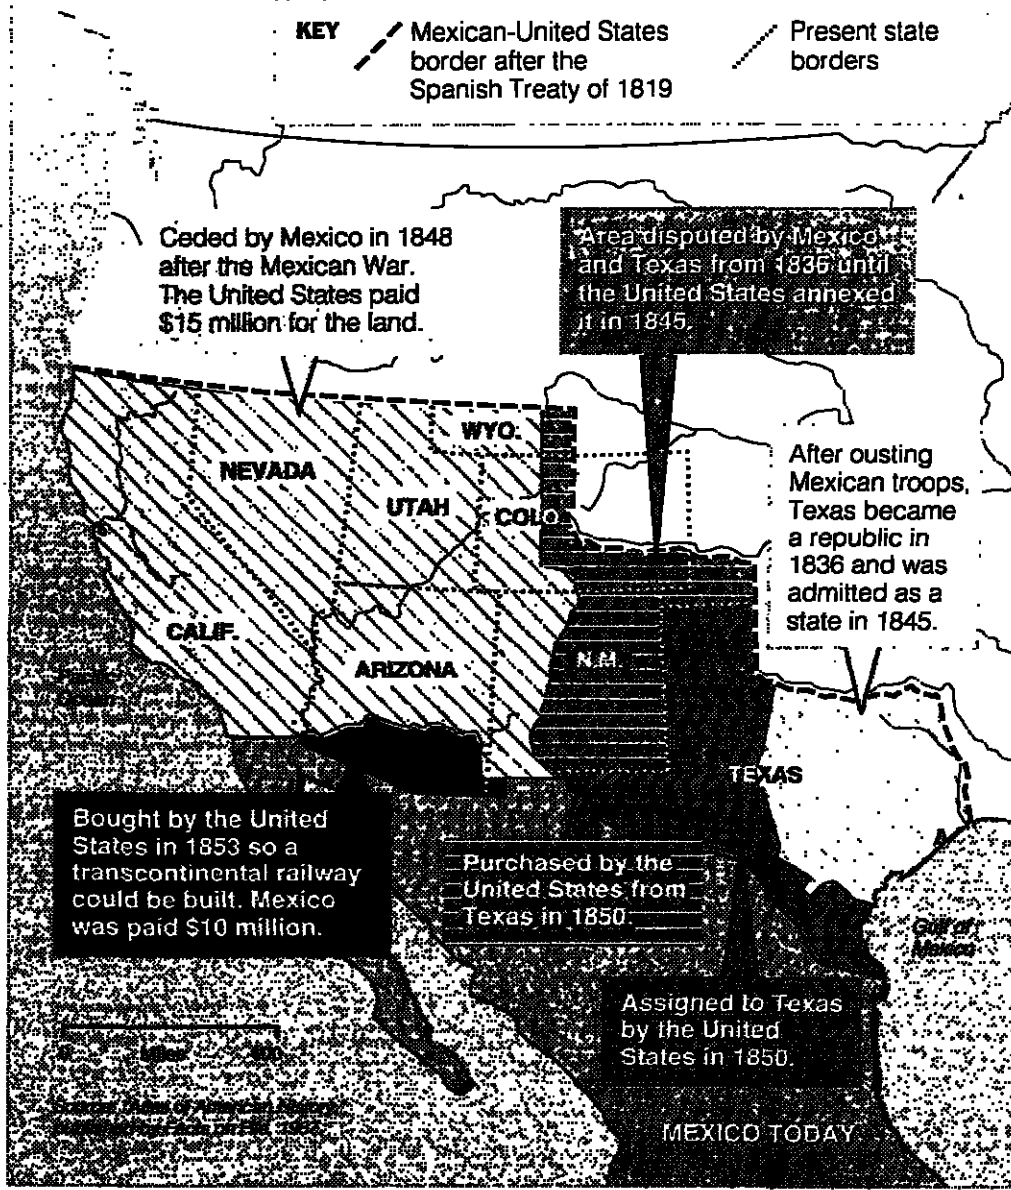 KEY
Mexican-United States
border after the
Spanish Treaty of 1819
Present state
borders
Ceded by Mexico in 1848
after the Mexican War.
The United States paid
$15 million for the land.
Area disputed by Mexico
and Texas from 1836 until
the United States annexed
it in 1845.
After ousting
Mexican troops,
Texas became
a republic in
1836 and was
admitted as a
state in 1845.
WYO.
NEVADA
UTAH
COLO.
CALIF.
ARIZONA
N.M.
TEXAS
Bought by the United
States in 1853 so a
transcontinental railway
could be built. Mexico
was paid $10 million.
Purchased by the
United States from
Texas in 1850.
Gulf of
Mexico
Assigned to Texas
by the United
States in 1850.
0 Miles
MEXICO TODAY